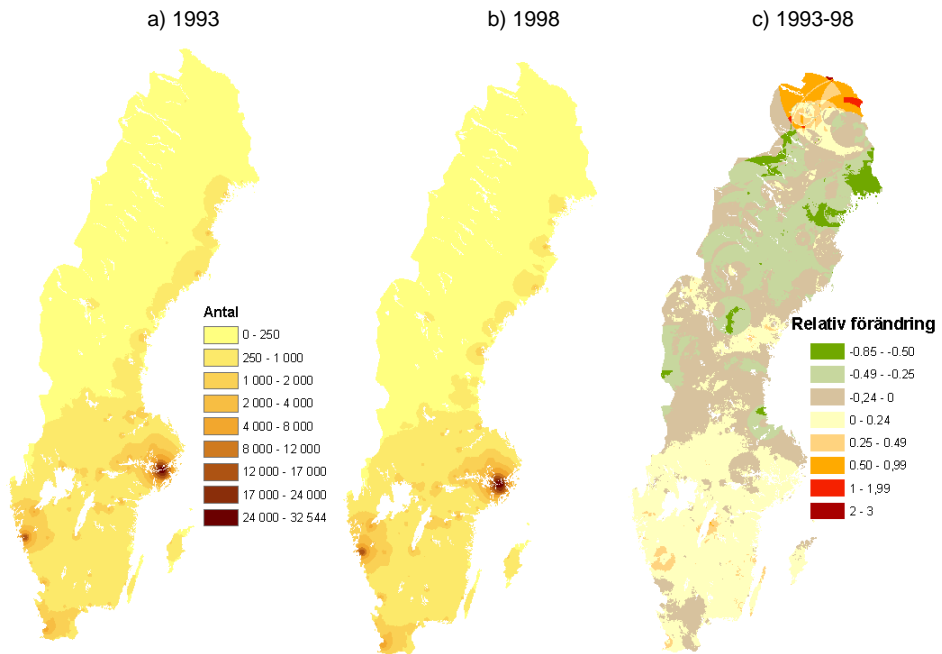 a) 1993
b) 1998
c) 1993-98
Antal
0 - 250
250 - 1 000
1 000 - 2 000
2 000 - 4 000
4 000 - 8 000
8 000 - 12 000
12 000 - 17 000
17 000 - 24 000
24 000 - 32 544
Relativ förändring
-0.85 - -0.50
-0.49 - -0.25
-0,24 - 0
0 - 0.24
0.25 - 0.49
0.50 - 0,99
1 - 1,99
2 - 3